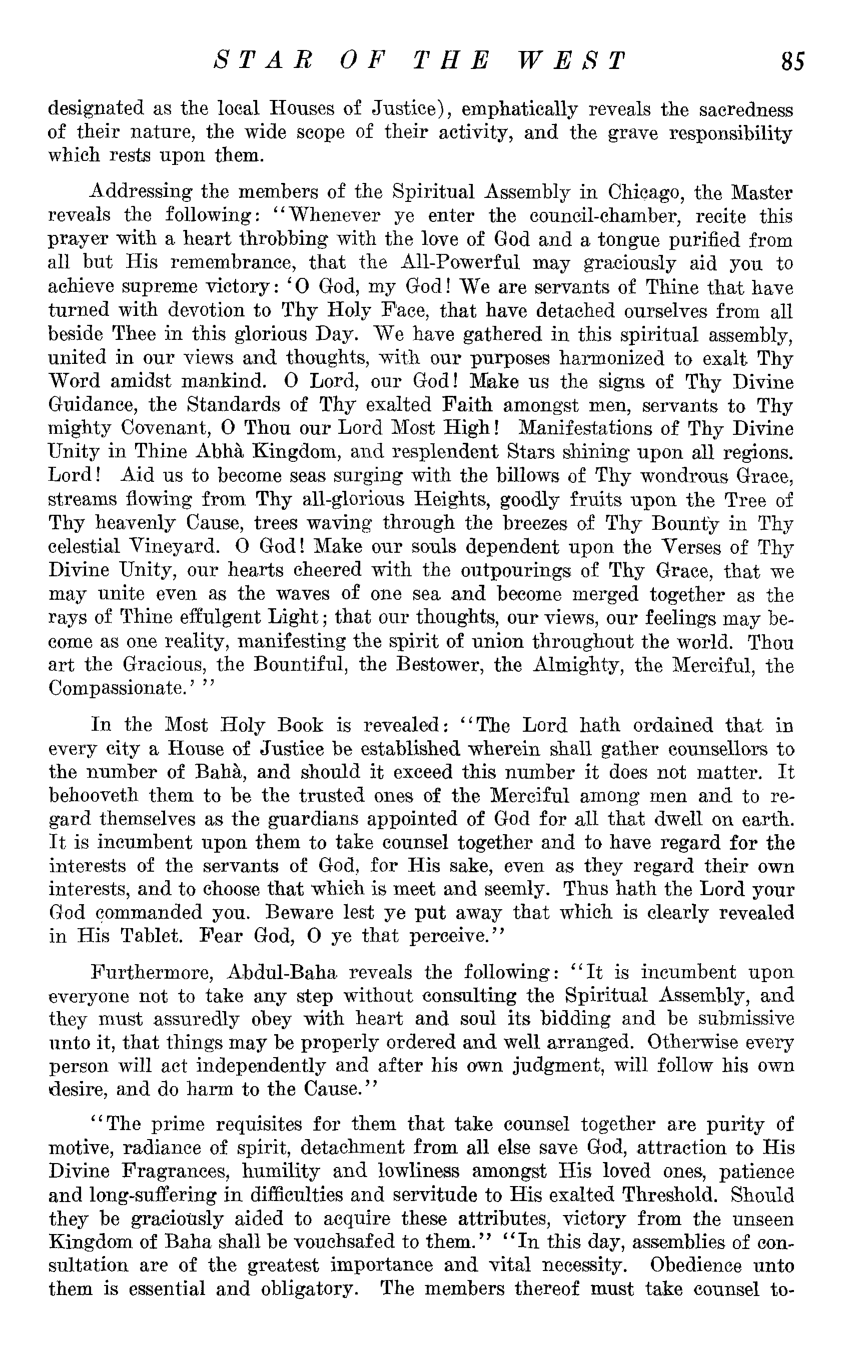 STAR OF THE WEST 85
designated as the local Houses of Justice), emphatically reveals the sacredness
of their nature, the wide scope of their activity, and the grave responsibility
which rests upon them.
Addressing the members of the Spiritual Assembly in Chicago, the Master
reveals the following: “Whenever ye enter the council-chamber, recite this
prayer with a heart throbbing with the love of God and a tongue purified from
all but His remembrance, that the All-Powerful may graciously aid you to
achieve supreme victory: ‘O God, my God! We are servants of Thine that have
turned with devotion to Thy Holy Face, that have detached ourselves from all
beside Thee in this glorious Day. We have gathered in this spiritual assembly,
united in our views and thoughts, with our purposes harmonized to exalt Thy
Word amidst mankind. O Lord, our God! Make us the signs of Thy Divine
Guidance, the Standards of Thy exalted Faith amongst men, servants to Thy
mighty Covenant, O Thou our Lord Most High! Manifestations of Thy Divine
Unity in Thine Abhà Kingdom, and resplendent Stars shining upon all regions.
Lord! Aid us to become seas surging with the billows of Thy wondrous Grace,
streams flowing from Thy all-glorious Heights, goodly fruits upon the Tree of
Thy heavenly Cause, trees waving through the breezes of Thy Bounty in Thy
celestial Vineyard. O God! Make our souls dependent upon the Verses of Thy
Divine Unity, our hearts cheered with the outpourings of Thy Grace, that we
may unite even as the waves of one sea and become merged together as the
rays of Thine effulgent Light; that our thoughts, our views, our feelings may be-
come as one reality, manifesting the spirit of union throughout the world. Thou
art the Gracious, the Bountiful, the Bestower, the Almighty, the Merciful, the
Compassionate.’ ”
In the Most Holy Book is revealed: “The Lord hath ordained that in
every city a House of Justice be established wherein shall gather counsellors to
the number of Bahà, and should it exceed this number it does not matter. It
behooveth them to be the trusted ones of the Merciful among men and to re-
gard themselves as the guardians appointed of God for all that dwell on earth.
It is incumbent upon them to take counsel together and to have regard for the
interests of the servants of God, for His sake, even as they regard their own
interests, and to choose that which is meet and seemly. Thus hath the Lord your
God commanded you. Beware lest ye put away that which is clearly revealed
in His Tablet. Fear God, O ye that perceive.”
Furthermore, Abdul-Baha reveals the following: “It is incumbent upon
everyone not to take any step without consulting the Spiritual Assembly, and
they must assuredly obey with heart and soul its bidding and be submissive
unto it, that things may be properly ordered and well arranged. Otherwise every
person will act independently and after his own judgment, will follow his own
desire, and do harm to the Cause.”
“The prime requisites for them that take counsel together are purity of
motive, radiance of spirit, detachment from all else save God, attraction to His
Divine Fragrances, humility and lowliness amongst His loved ones, patience
and long-suffering in difficulties and servitude to His exalted Threshold. Should
they be graciously aided to acquire these attributes, victory from the unseen
Kingdom of Baha shall be vouchsafed to them.” “In this day, assemblies of con-
sultation are of the greatest importance and vital necessity. Obedience unto
them is essential and obligatory. The members thereof must take counsel to-